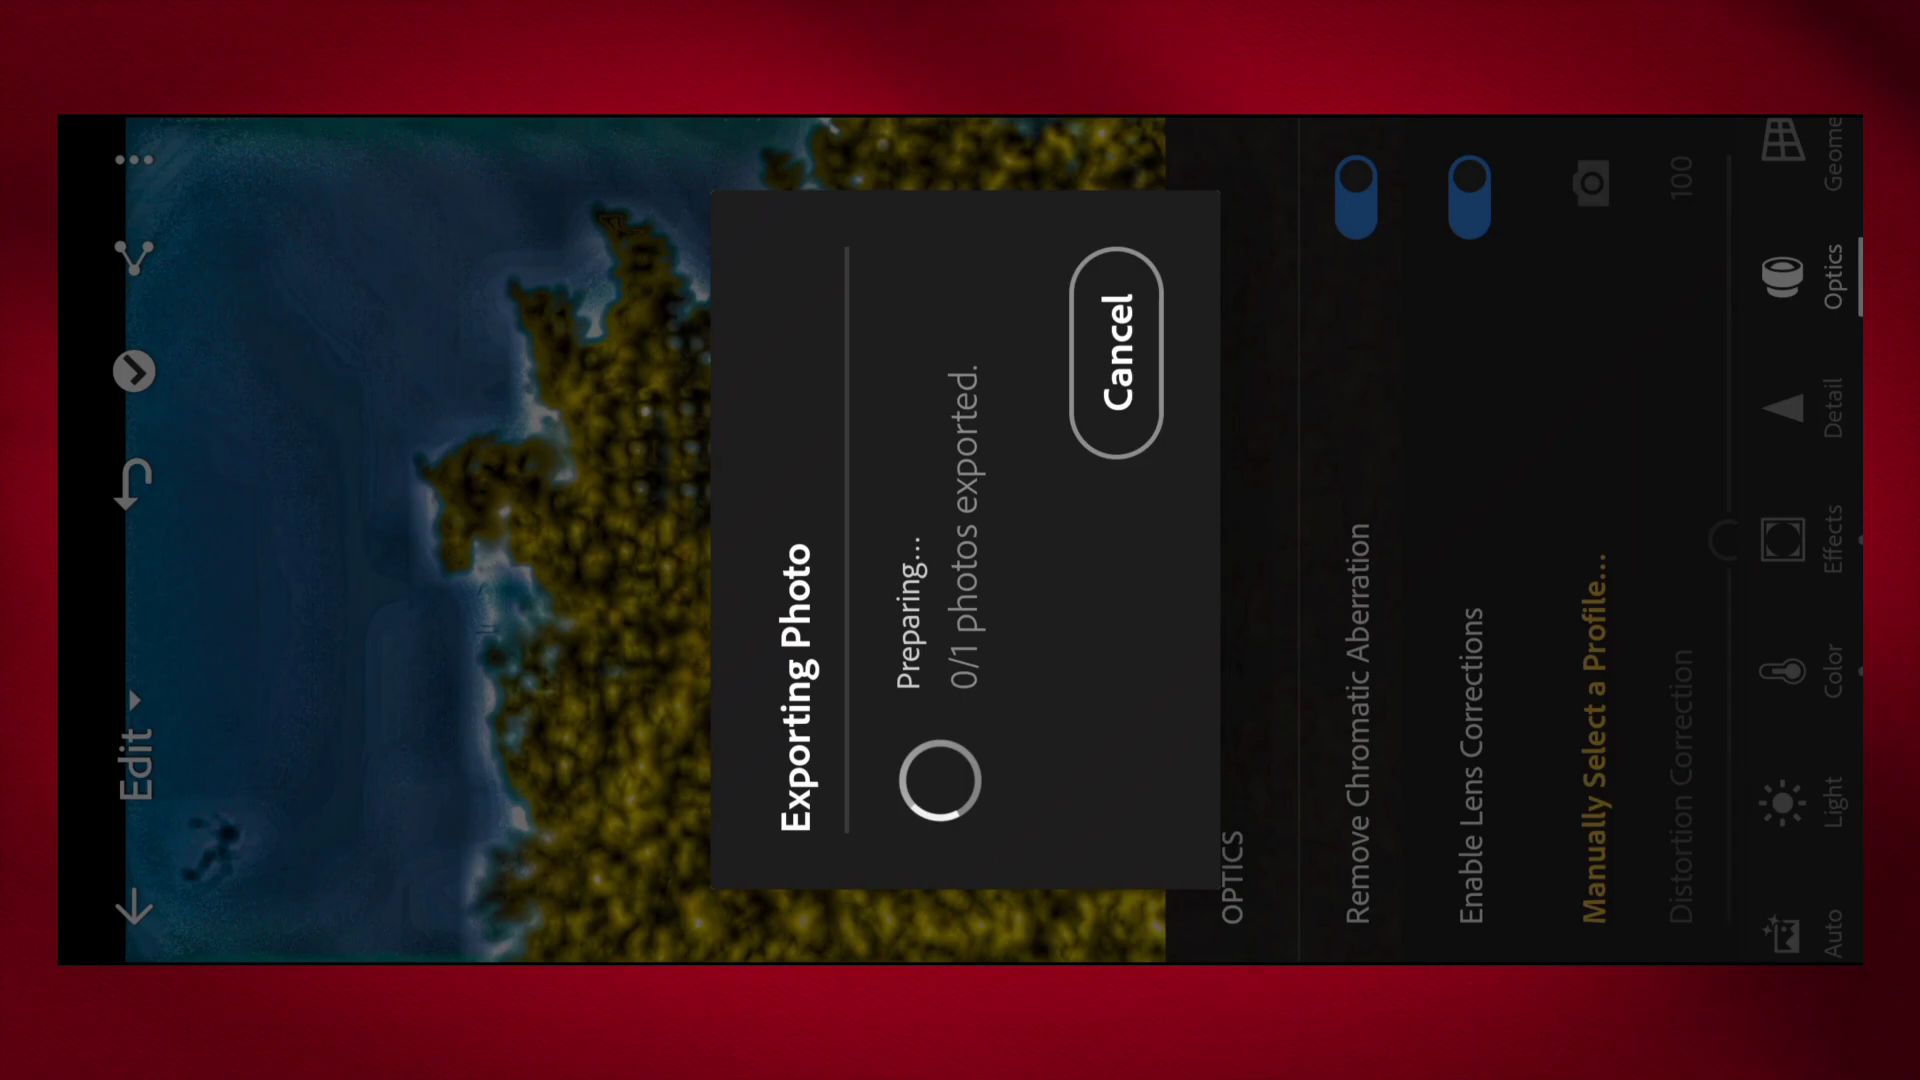 Edit
Exporting Photo
Preparing...
0/1 photos exported.
Cancel
OPTICS
Remove Chromatic Aberration
Enable Lens Corrections
Manually Select a Profile...
Distortion Correction
100
Auto
Light
Color
Effects
Detail
Optics
Geome